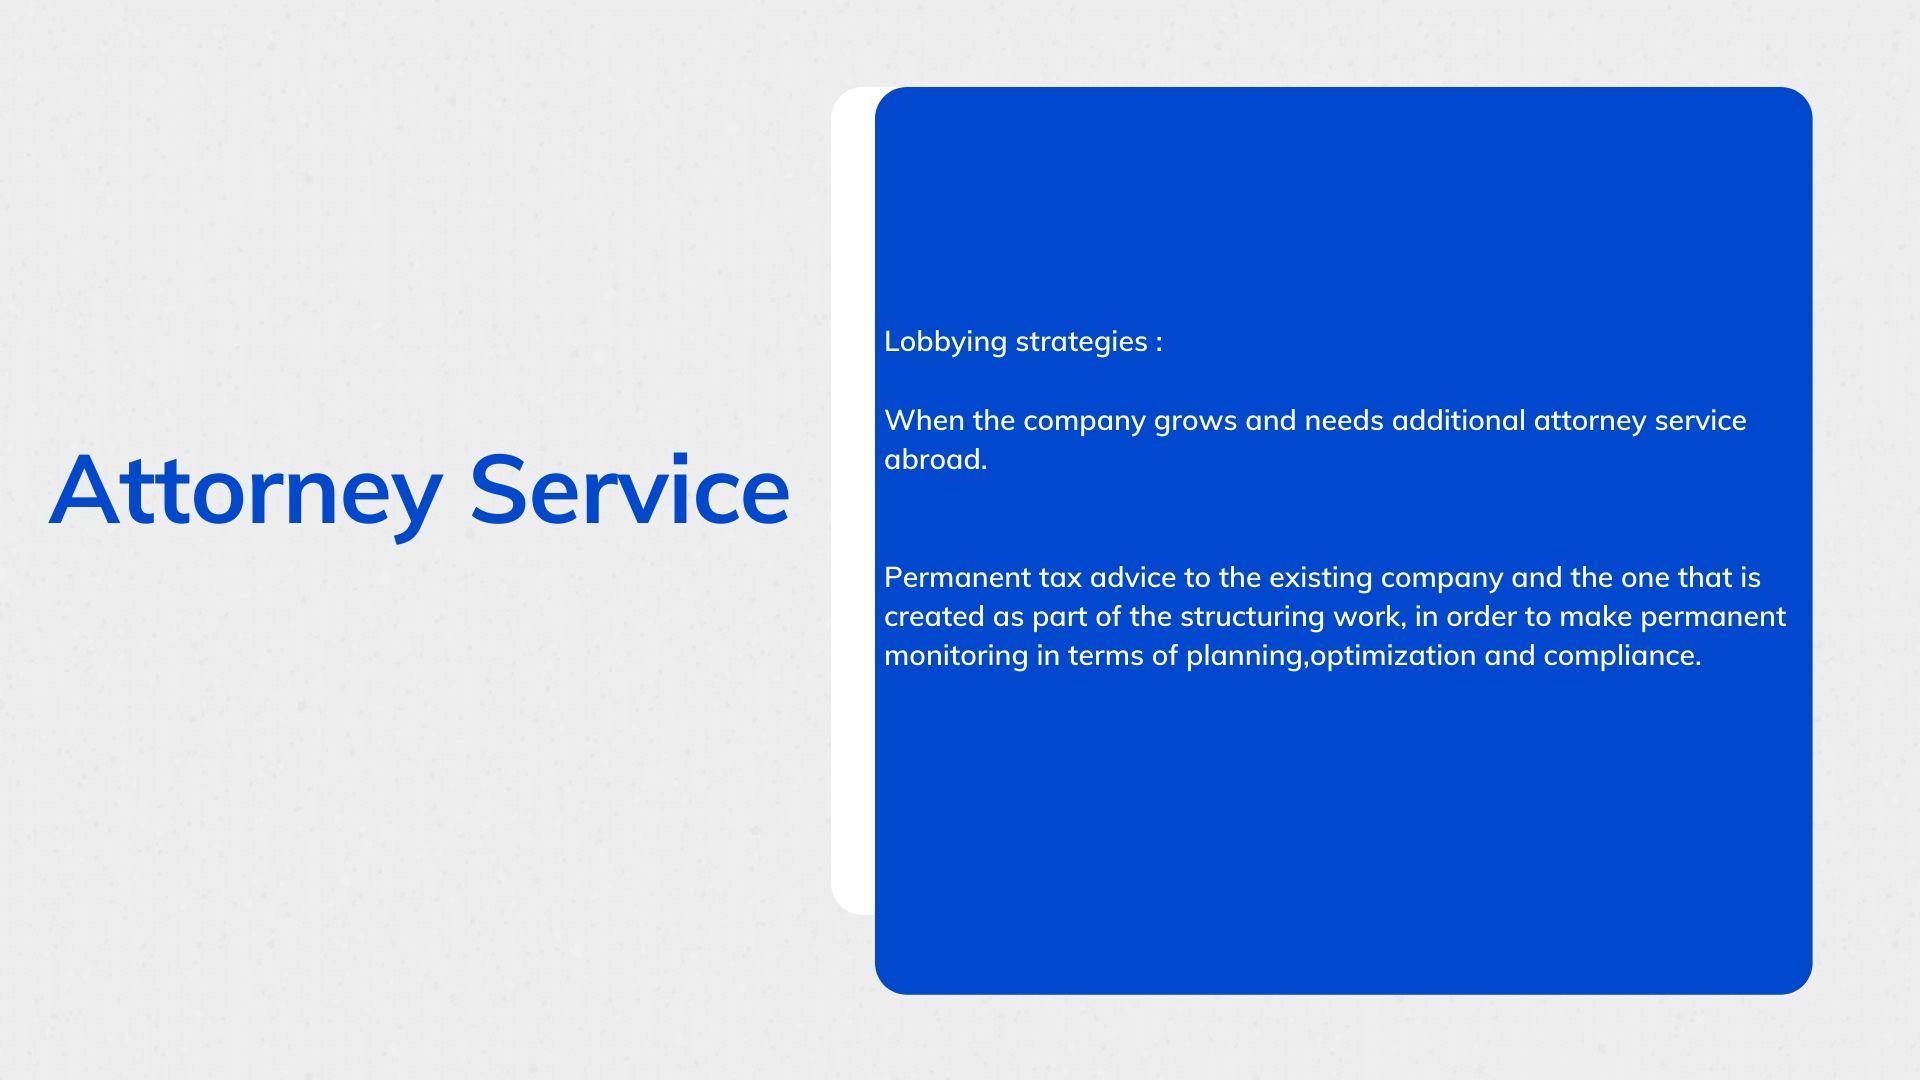 Attorney Service
Lobbying strategies :
When the company grows and needs additional attorney service
abroad.
Permanent tax advice to the existing company and the one that is
created as part of the structuring work, in order to make permanent
monitoring in terms of planning,optimization and compliance.